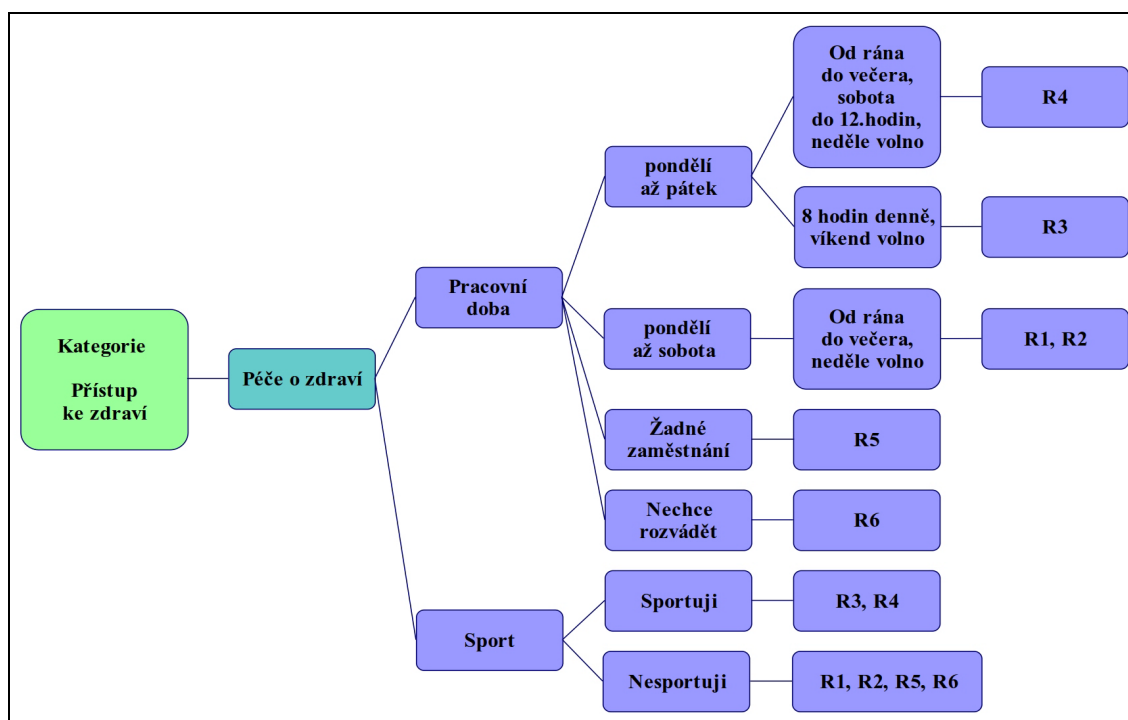 Kategorie
Přístup
ke zdraví
Péče o zdraví
Pracovní
doba
pondělí
až pátek
Od rána
do večera,
sobota
do 12.hodin,
neděle volno
R4
8 hodin denně,
víkend volno
R3
pondělí
až sobota
Od rána
do večera,
neděle volno
R1, R2
Žádné
zaměstnání
R5
Nechce
rozvádět
R6
Sport
Sportuji
R3, R4
Nesportuji
R1, R2, R5, R6